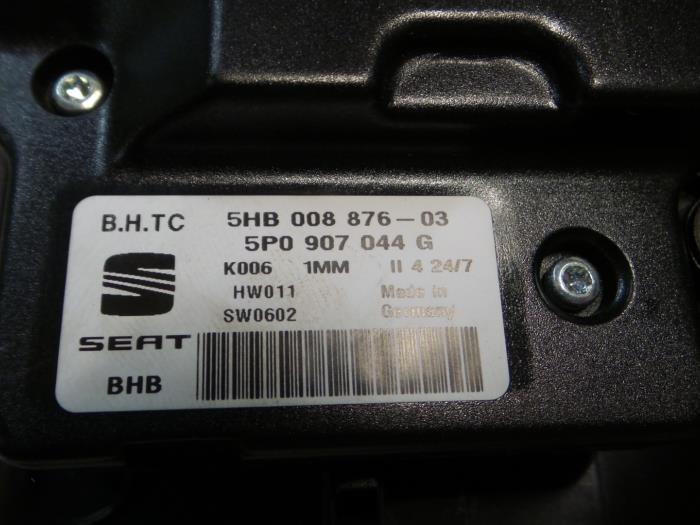 B.H.TC 5HB 008 876-03
5P0 907 044 G
K006 1MM II 4 24/7
HW011 Made in
SW0602 Germany
SEAT
BHB